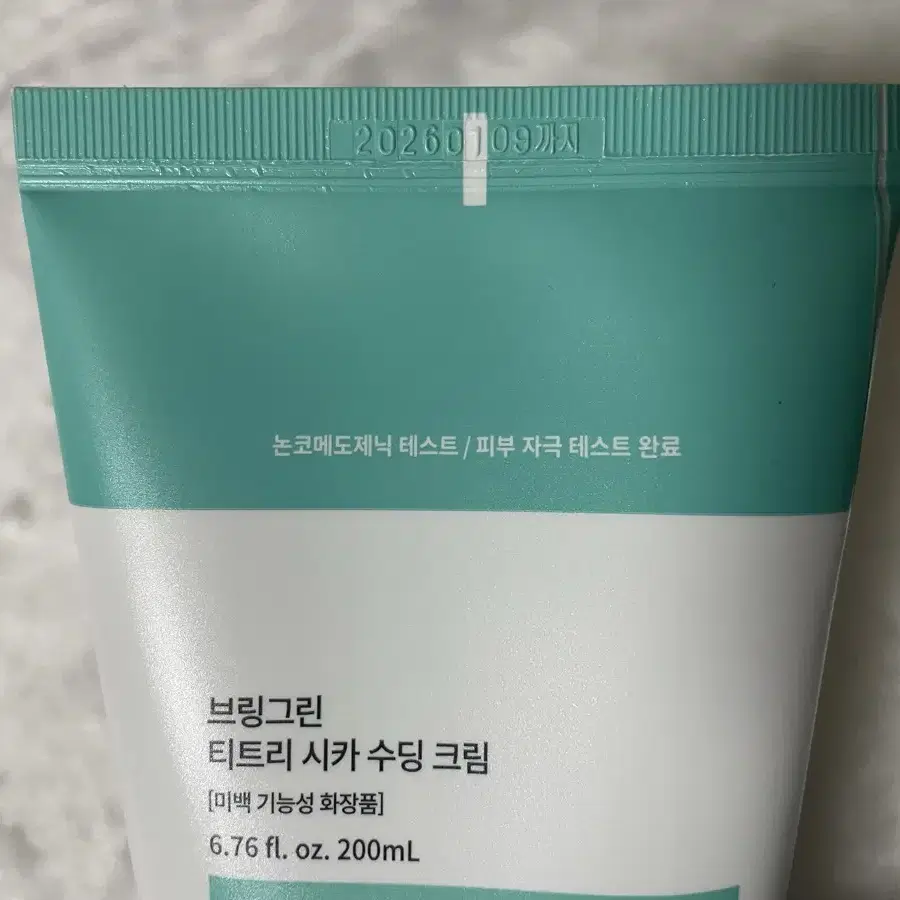 20260109까지
논코메도제닉 테스트 / 피부 자극 테스트 완료
브링그린
티트리 시카 수딩 크림
[미백 기능성 화장품]
6.76 fl. oz. 200mL